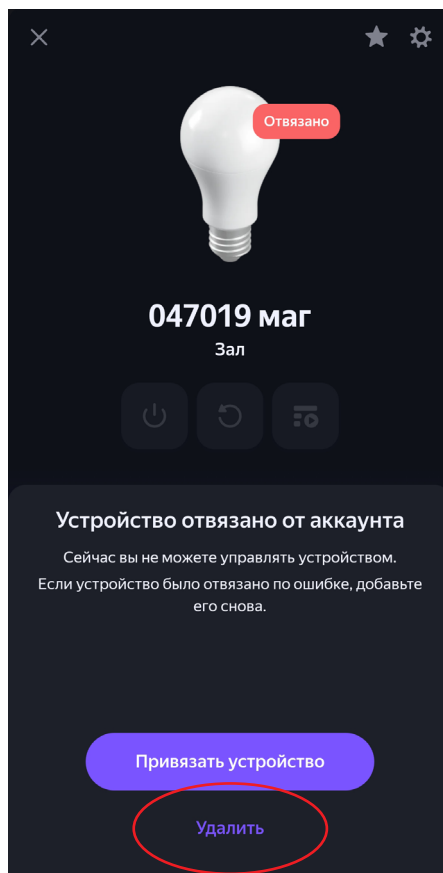 Отвязано
047019 маг
Зал
Устройство отвязано от аккаунта
Сейчас вы не можете управлять устройством.
Если устройство было отвязано по ошибке, добавьте
его снова.
Привязать устройство
Удалить